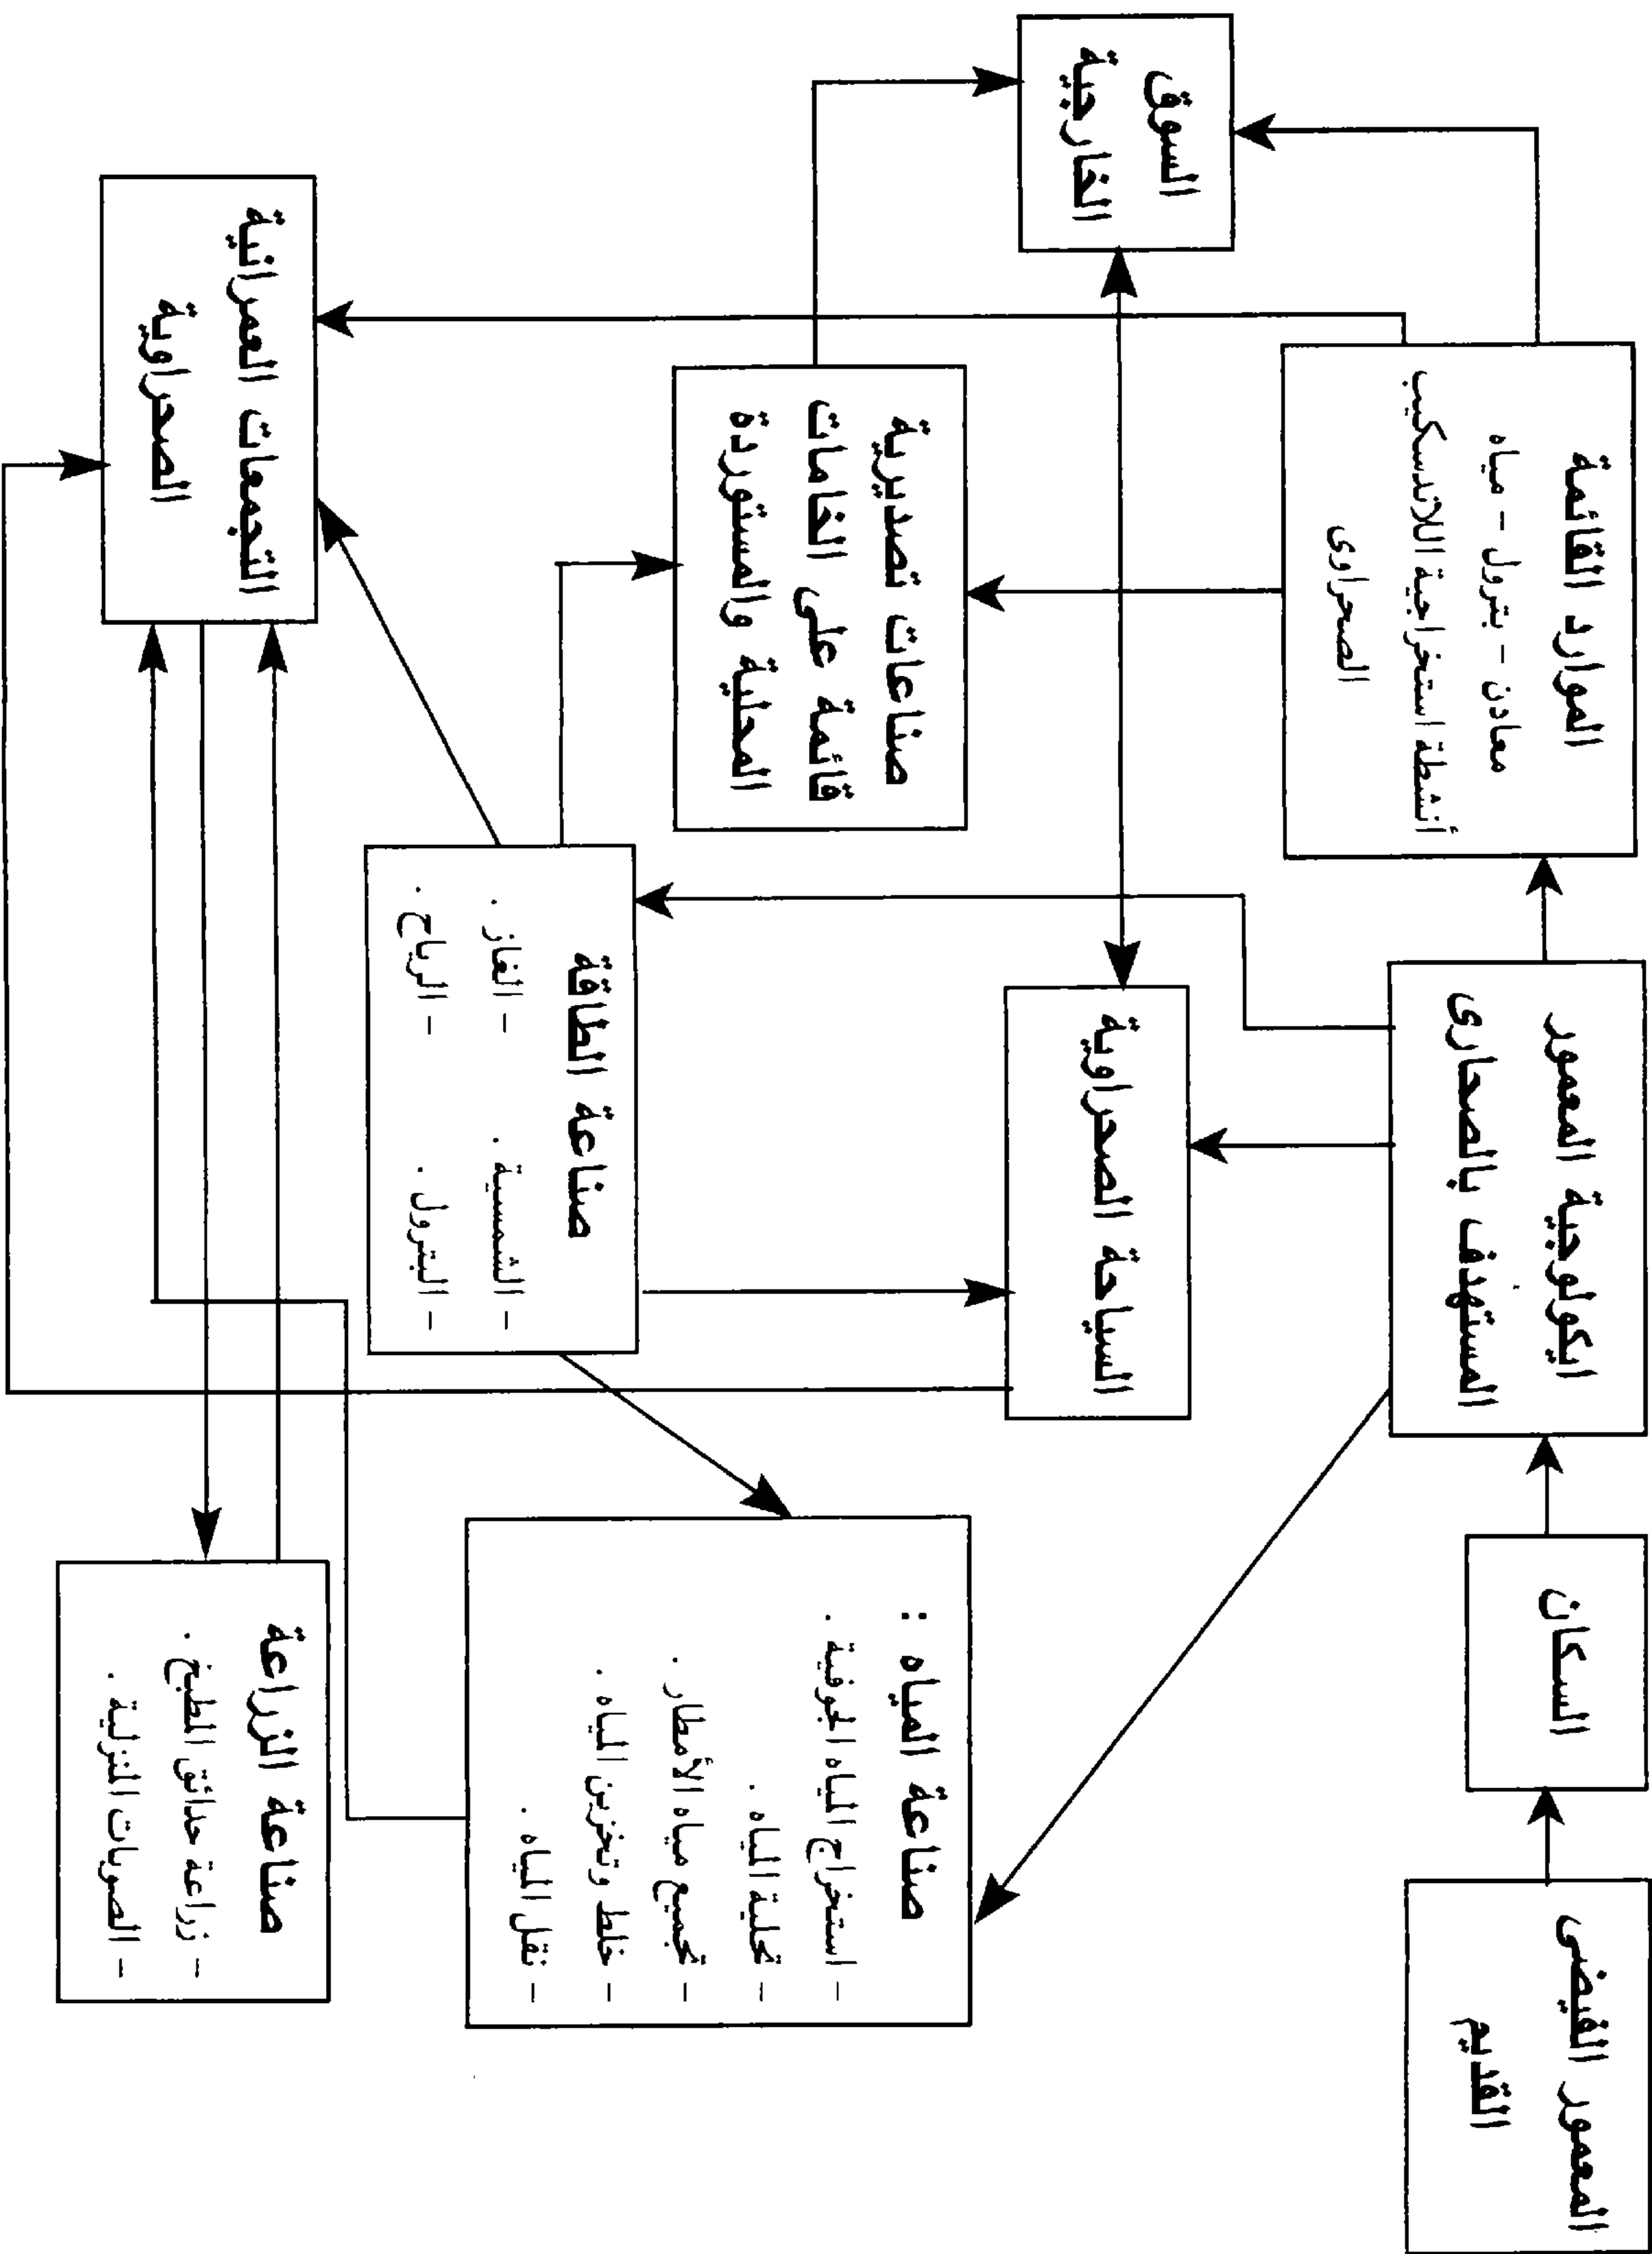 المعمور الفيضى
القديم
السكان
ايكولوجية المعمور
المستهدف بالصحارى
الموارد القائمة
معادن - بترول - مياه
أنشطة استخراجية اللاندسكيب
الصحراوى
السوق
الخارجية
السياحة الصحراوية
صناعات تصديرية
قائمة على الخامات
المحلية والمستوردة
صناعة المياه :
- استخراج المياه الجوفية .
- تحلية المياه .
- تجميع مياه الأمطار .
- خلط وتخزين المياه .
- نقل المياه .
صناعة الطاقة
- الشمسية . - الغاز .
- البترول . - الرياح .
صناعة الزراعة
- زراعة حدائق المطبخ .
- الصوبات المنزلية .
التجمعات العمرانية
الصحراوية